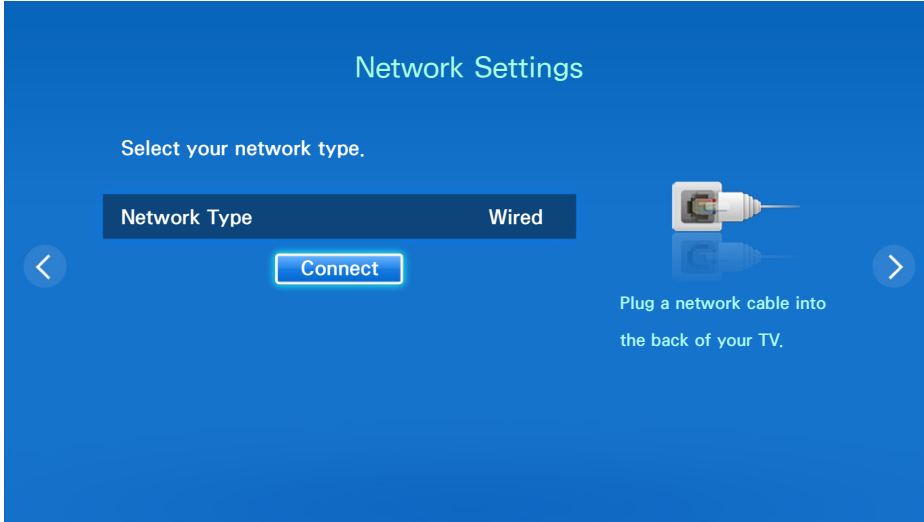 Network Settings
Select your network type.
Network Type Wired
Connect
Plug a network cable into
the back of your TV.